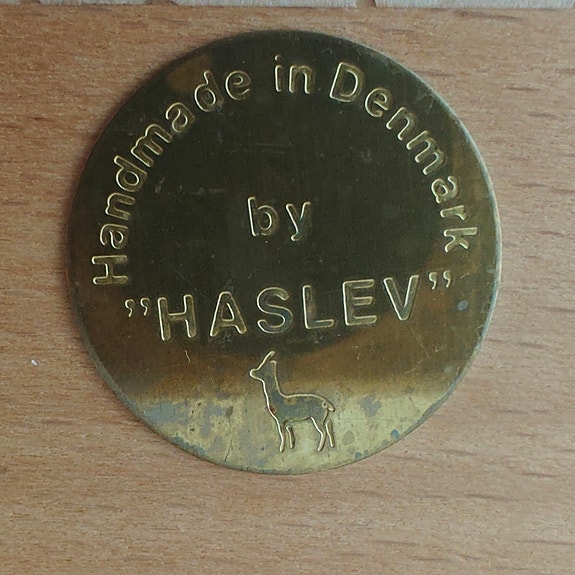 Handmade in Denmark
by
”HASLEV”